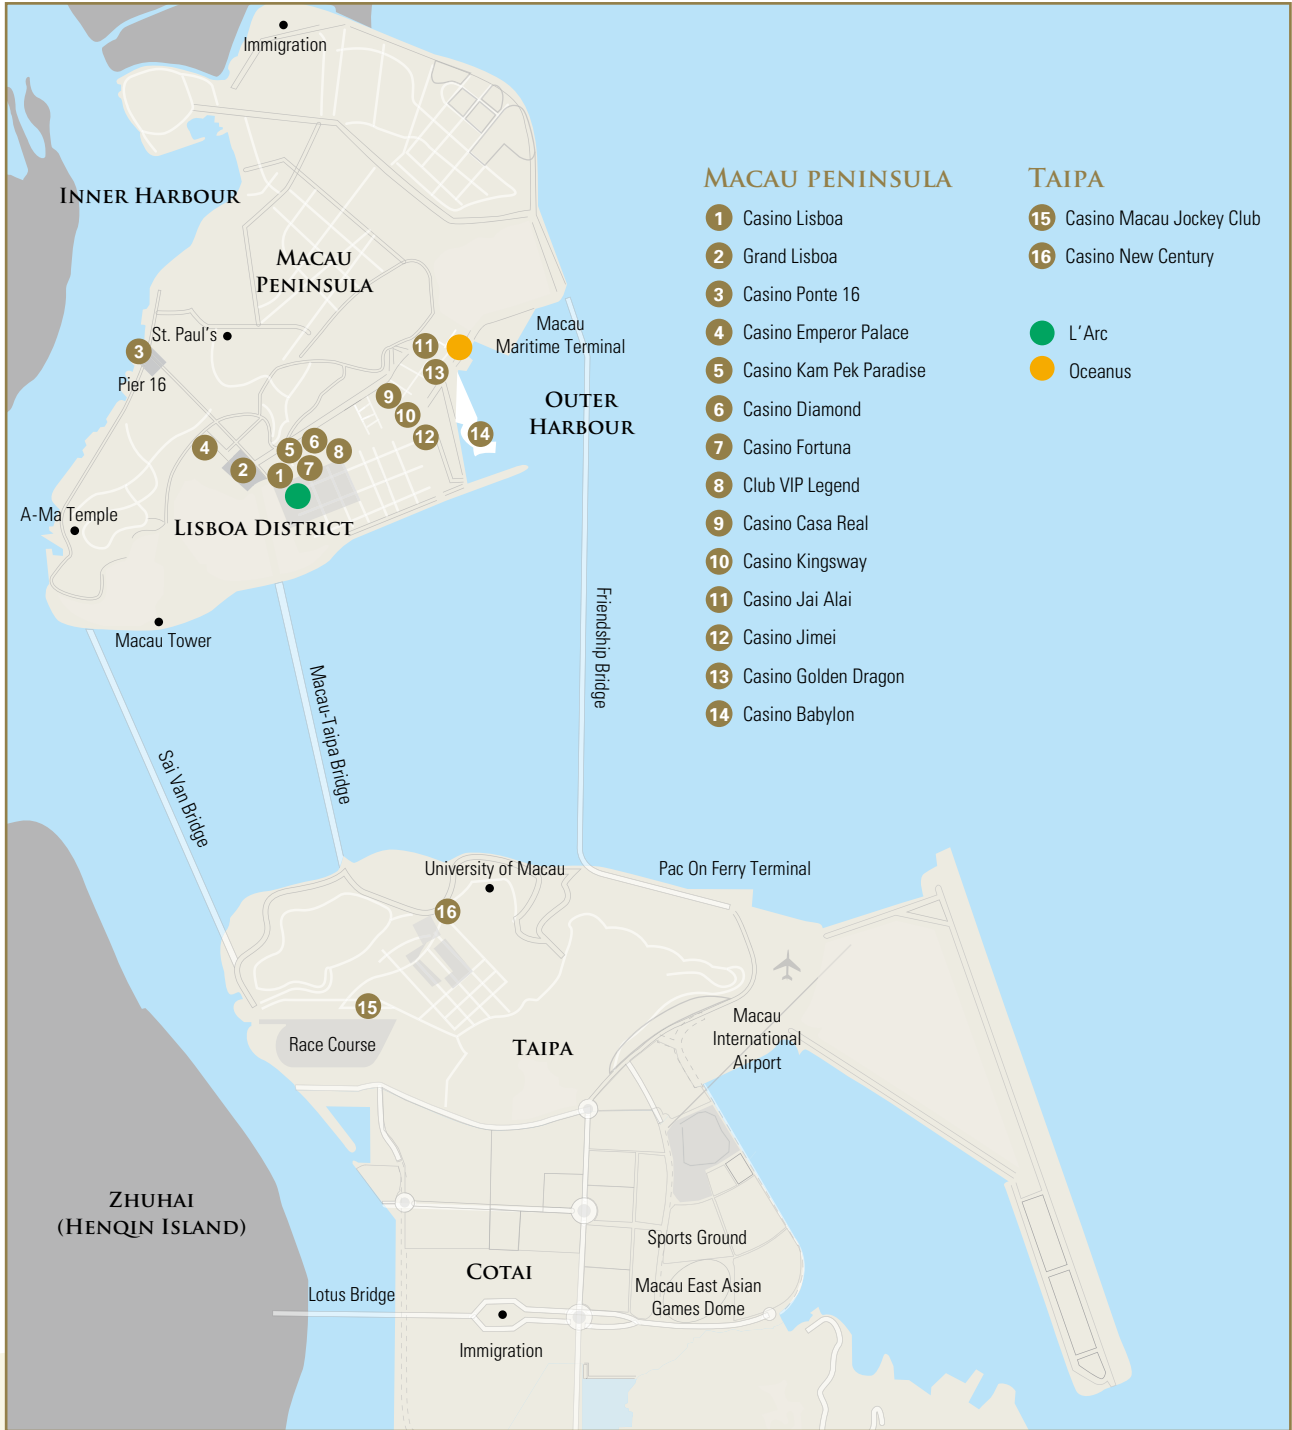 Immigration
INNER HARBOUR
MACAU
PENINSULA
St. Paul's
3
Pier 16
11
13
Macau
Maritime Terminal
9
10
12
14
OUTER
HARBOUR
4
2
5
6
8
1
7
A-Ma Temple
LISBOA DISTRICT
Macau Tower
Sai Van Bridge
Macau-Taipa Bridge
Friendship Bridge
MACAU PENINSULA
1 Casino Lisboa
2 Grand Lisboa
3 Casino Ponte 16
4 Casino Emperor Palace
5 Casino Kam Pek Paradise
6 Casino Diamond
7 Casino Fortuna
8 Club VIP Legend
9 Casino Casa Real
10 Casino Kingsway
11 Casino Jai Alai
12 Casino Jimei
13 Casino Golden Dragon
14 Casino Babylon
TAIPA
15 Casino Macau Jockey Club
16 Casino New Century
L'Arc
Oceanus
University of Macau
Pac On Ferry Terminal
16
15
Race Course
TAIPA
Macau
International
Airport
ZHUHAI
(HENQIN ISLAND)
Sports Ground
COTAI
Lotus Bridge
Macau East Asian
Games Dome
Immigration